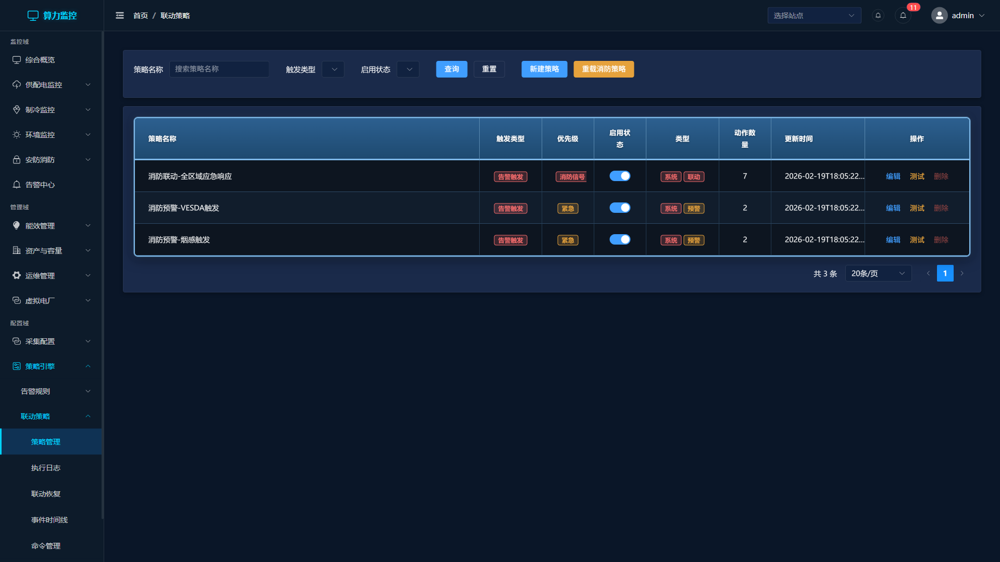 算力监控
首页 / 联动策略
选择站点
11
admin
监控域
综合概览
供配电监控
制冷监控
环境监控
安防消防
告警中心
管理域
能效管理
资产与容量
运维管理
虚拟电厂
配置域
采集配置
策略引擎
告警规则
联动策略
策略管理
执行日志
联动恢复
事件时间线
命令管理
策略名称 搜索策略名称 触发类型 启用状态 查询 重置 新建策略 重载消防策略
策略名称 触发类型 优先级 启用状态 类型 动作数量 更新时间 操作
消防联动-全区域应急响应 告警触发 消防信号 系统 联动 7 2026-02-19T18:05:22... 编辑 测试 删除
消防预警-VESDA触发 告警触发 紧急 系统 预警 2 2026-02-19T18:05:22... 编辑 测试 删除
消防预警-烟感触发 告警触发 紧急 系统 预警 2 2026-02-19T18:05:22... 编辑 测试 删除
共 3 条 20条/页 1